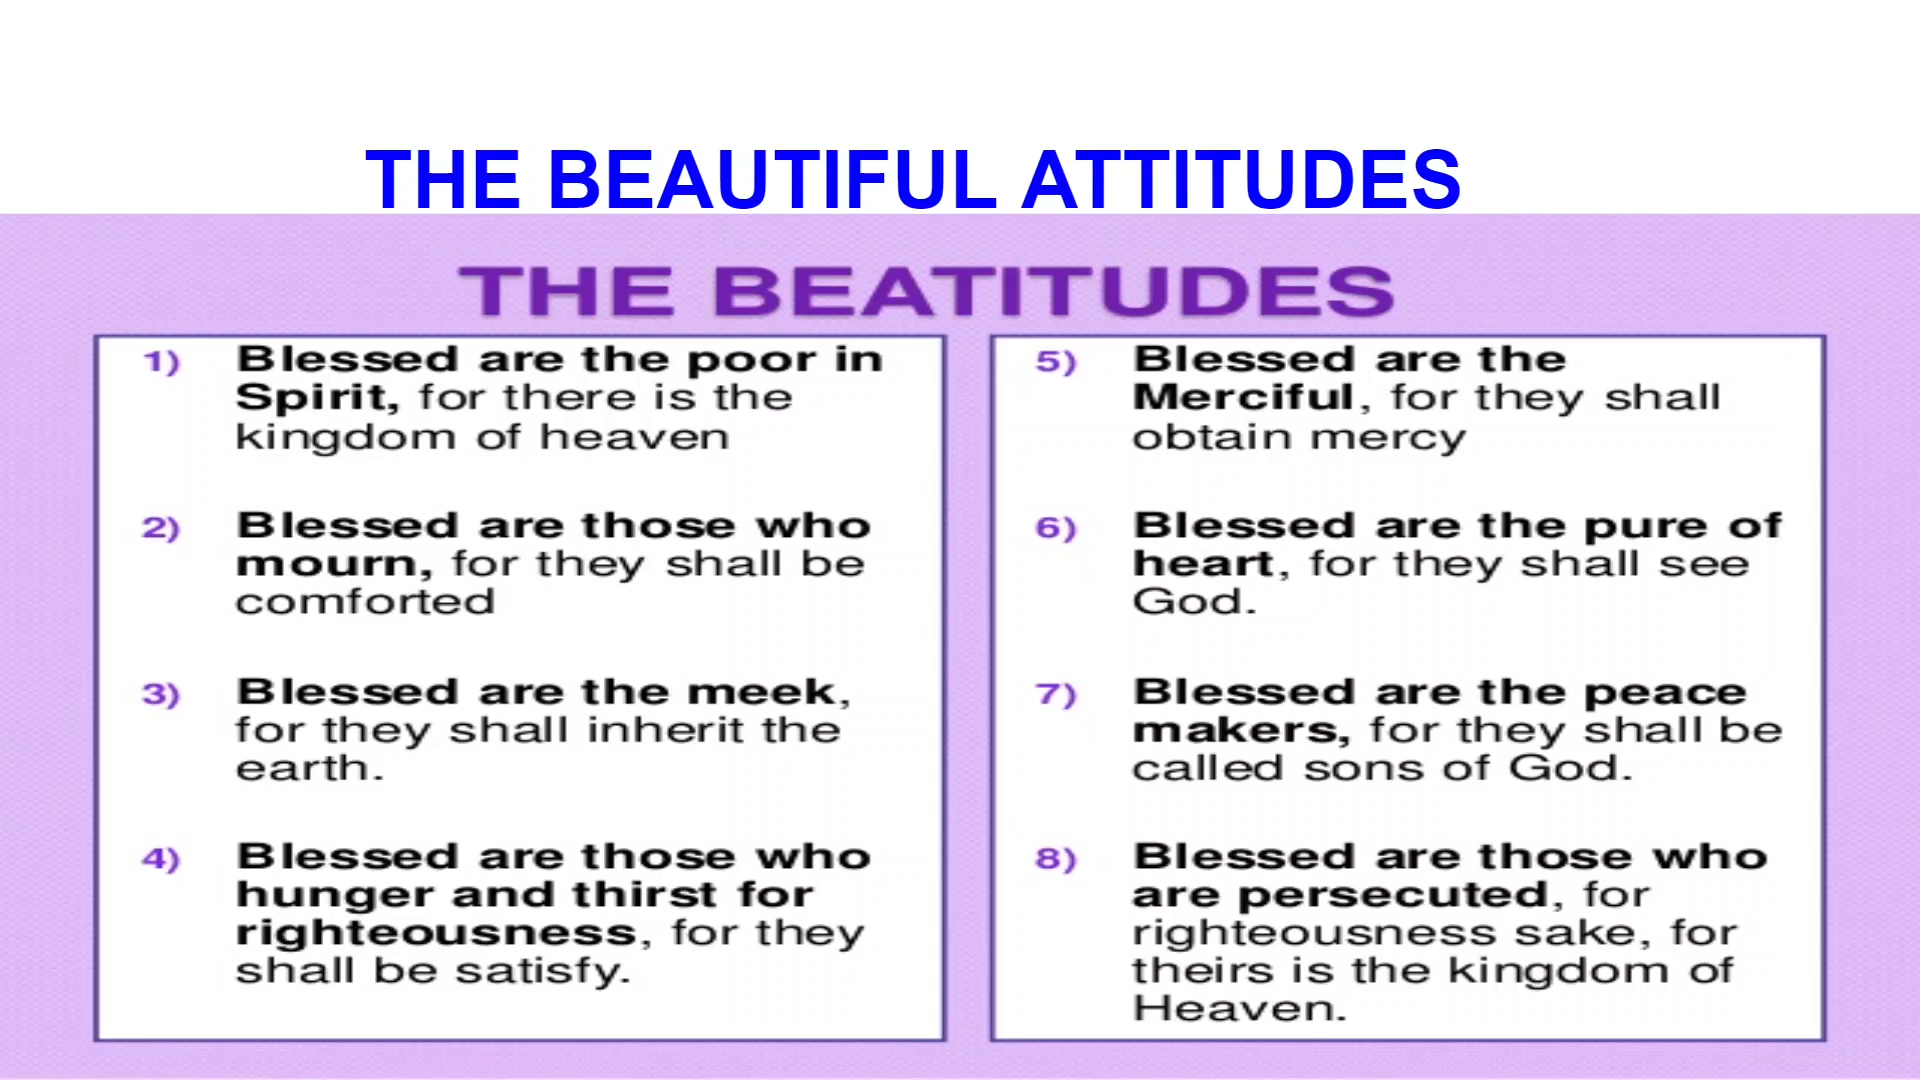 THE BEAUTIFUL ATTITUDES
THE BEATITUDES
1) Blessed are the poor in
Spirit, for there is the
kingdom of heaven
2) Blessed are those who
mourn, for they shall be
comforted
3) Blessed are the meek,
for they shall inherit the
earth.
4) Blessed are those who
hunger and thirst for
righteousness, for they
shall be satisfy.
5) Blessed are the
Merciful, for they shall
obtain mercy
6) Blessed are the pure of
heart, for they shall see
God.
7) Blessed are the peace
makers, for they shall be
called sons of God.
8) Blessed are those who
are persecuted, for
righteousness sake, for
theirs is the kingdom of
Heaven.